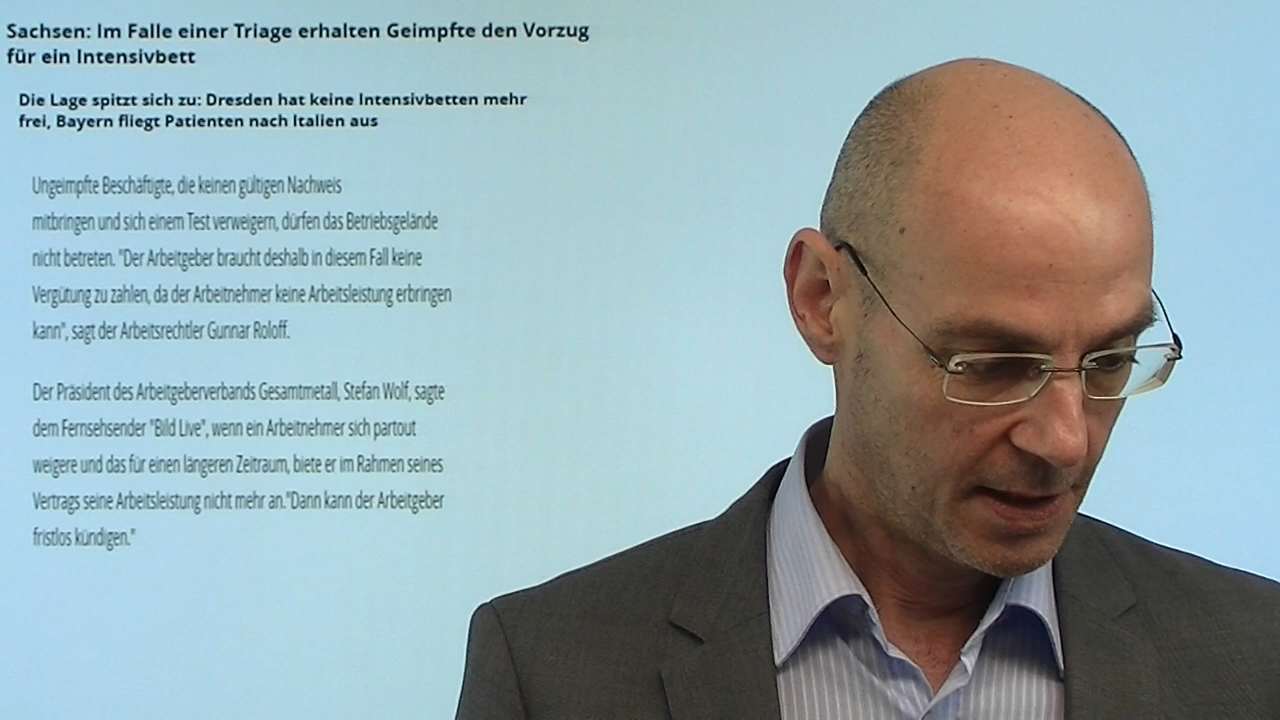 Sachsen: Im Falle einer Triage erhalten Geimpfte den Vorzug
für ein Intensivbett
Die Lage spitzt sich zu: Dresden hat keine Intensivbetten mehr
frei, Bayern fliegt Patienten nach Italien aus
Ungeimpfte Beschäftigte, die keinen gültigen Nachweis
mitbringen und sich einem Test verweigern, dürfen das Betriebsgelände
nicht betreten. "Der Arbeitgeber braucht deshalb in diesem Fall keine
Vergütung zu zahlen, da der Arbeitnehmer keine Arbeitsleistung erbringen
kann", sagt der Arbeitsrechtler Gunnar Roloff.
Der Präsident des Arbeitgeberverbands Gesamtmetall, Stefan Wolf, sagte
dem Fernsehsender "Bild Live", wenn ein Arbeitnehmer sich partout
weigere und das für einen längeren Zeitraum, biete er im Rahmen seines
Vertrags seine Arbeitsleistung nicht mehr an."Dann kann der Arbeitgeber
fristlos kündigen."